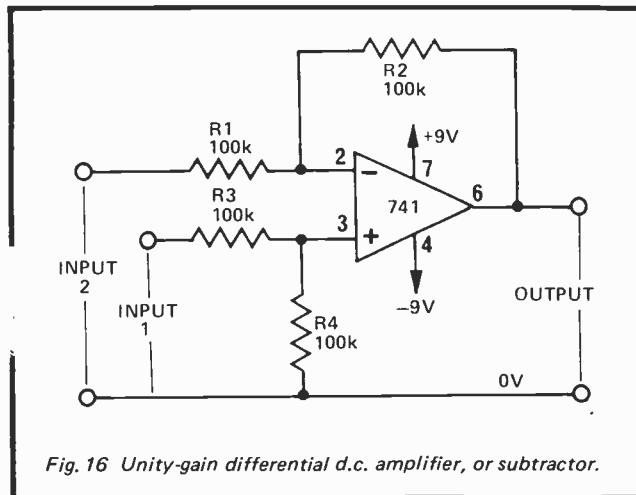 R2
100k
R1
100k
2
+9V
7
6
−
741
R3
100k
3
+
4
−9V
INPUT
2
INPUT
1
R4
100k
OUTPUT
0V
Fig. 16 Unity-gain differential d.c. amplifier, or subtractor.